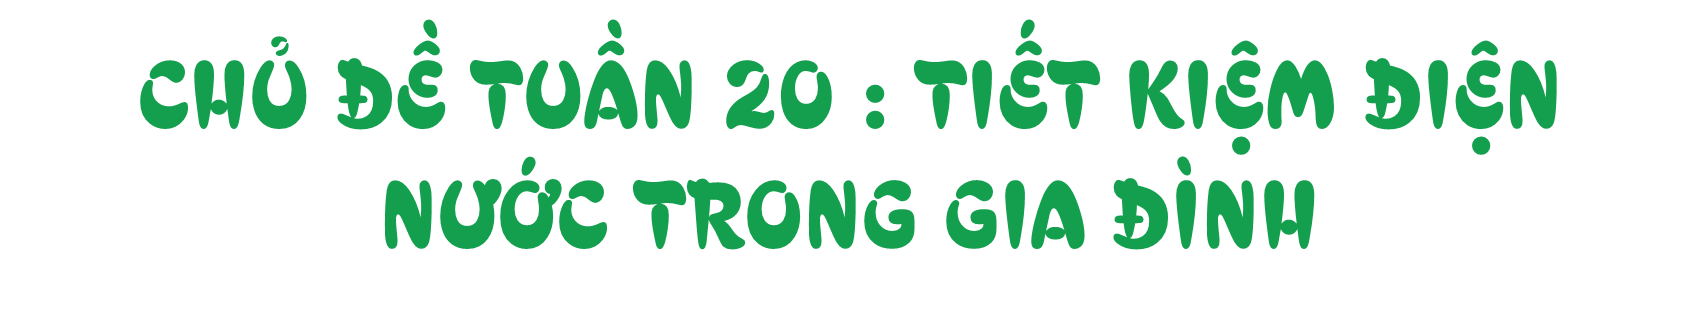 CHỦ ĐỀ TUẦN 20 : TIẾT KIỆM ĐIỆN
NƯỚC TRONG GIA ĐÌNH